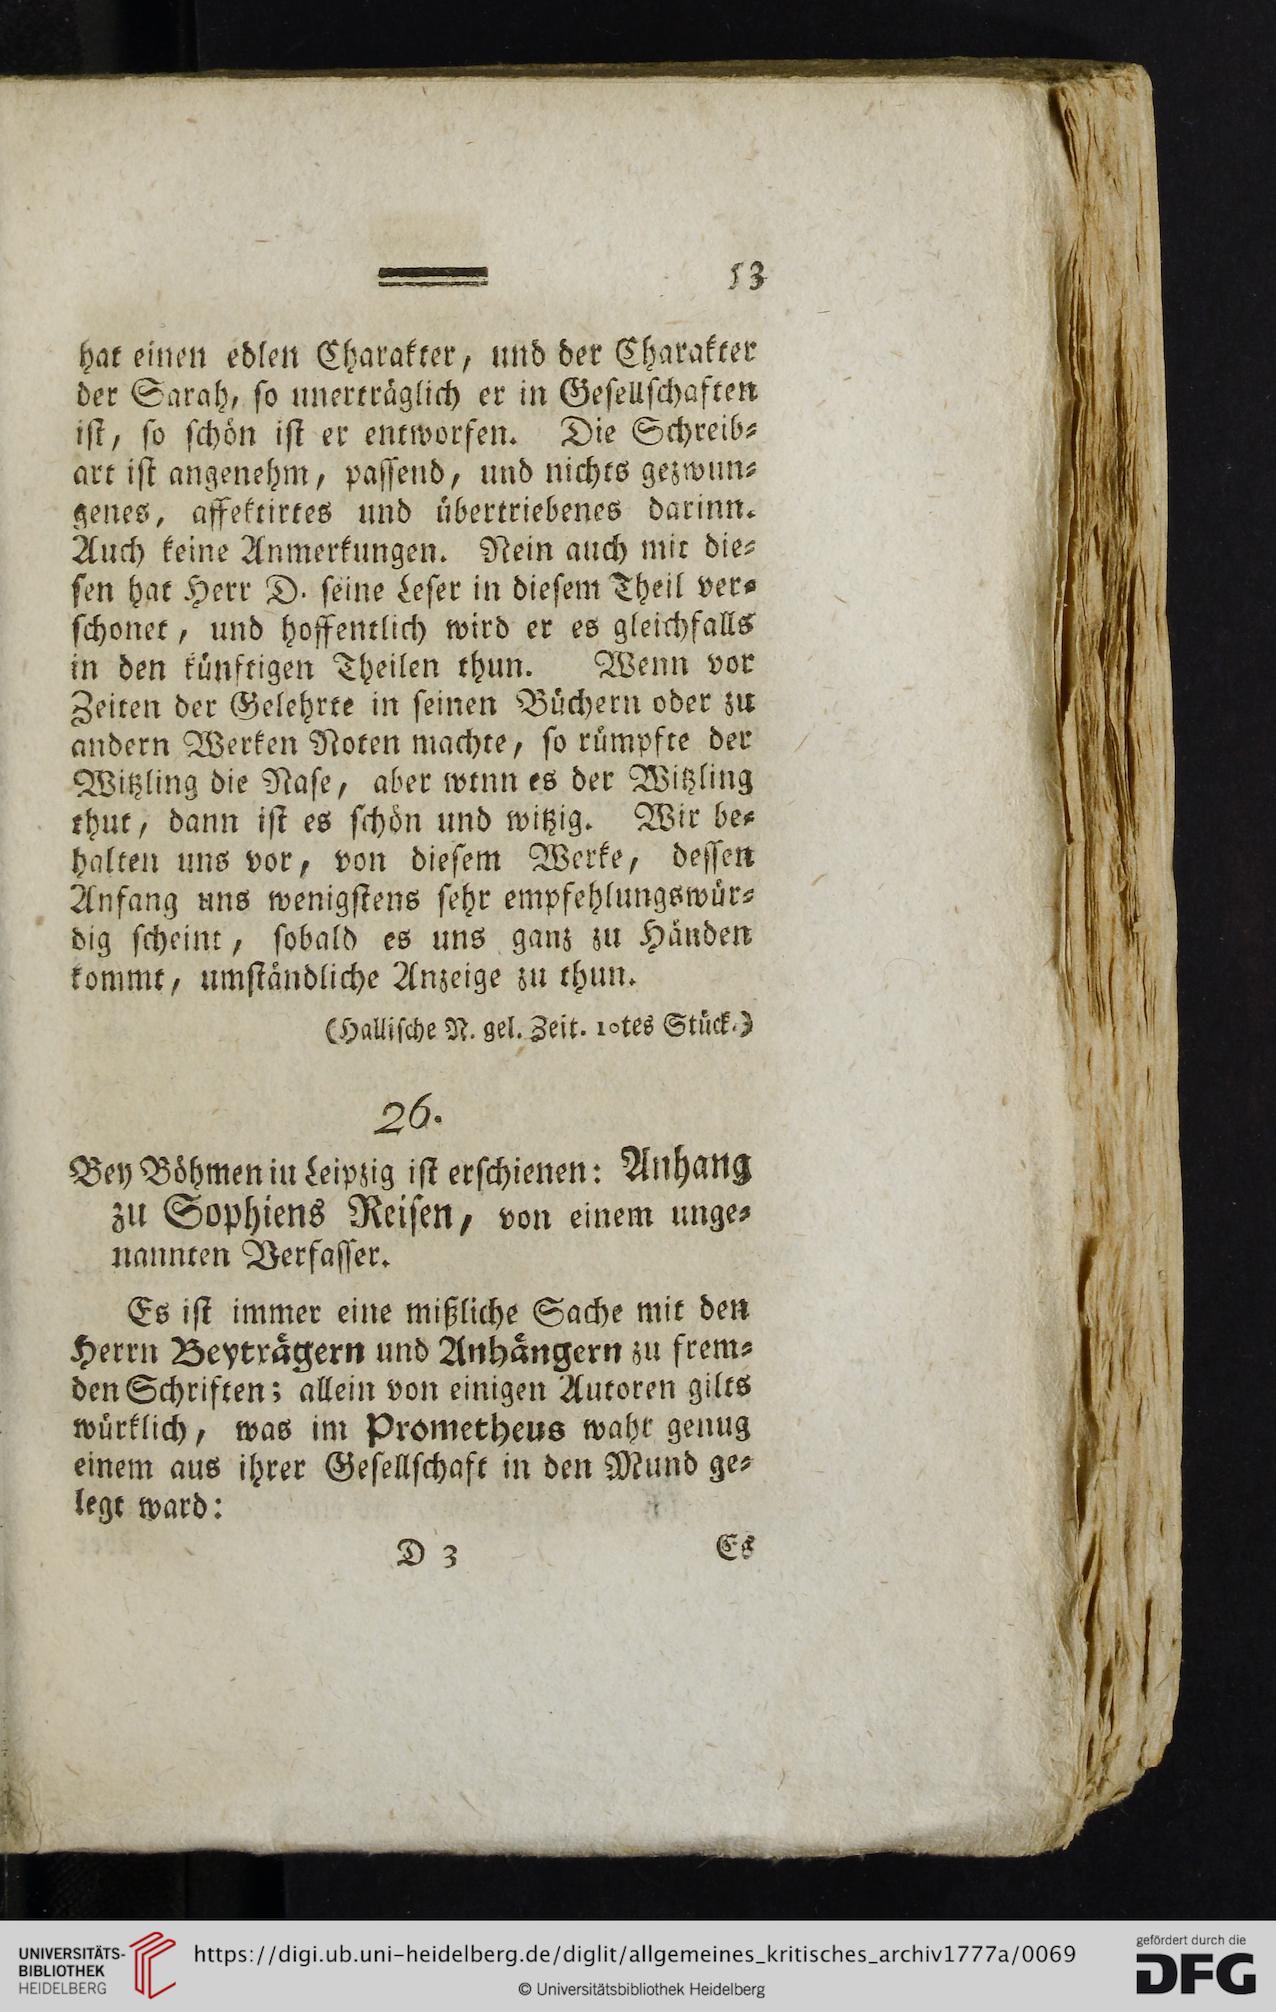 53
hat einen edlen Charakter, und der Charakter
der Sarah, so unerträglich er in Gesellschaften
ist, so schön ist er entworfen. Die Schreib-
art ist angenehm, passend, und nichts gezwun-
genes, affektirtes und übertriebenes darinn.
Auch keine Anmerkungen. Nein auch mit die-
sen hat Herr D. seine Leser in diesem Theil ver-
schonet, und hoffentlich wird er es gleichfalls
in den künftigen Theilen thun. Wenn vor
Zeiten der Gelehrte in seinen Büchern oder zu
andern Werken Noten machte, so rümpfte der
Witzling die Nase, aber wenn es der Witzling
thut, dann ist es schön und witzig. Wir be-
halten uns vor, von diesem Werke, dessen
Anfang uns wenigstens sehr empfehlungswür-
dig scheint, sobald es uns ganz zu Händen
kommt, umständliche Anzeige zu thun.
(Hallische N. gel. Zeit. 10tes Stück.)
26.
Bey Böhmen iu Leipzig ist erschienen: Anhang
zu Sophiens Reisen, von einem unge-
nannten Verfasser.
Es ist immer eine mißliche Sache mit den
Herrn Beyträgern und Anhängern zu frem-
den Schriften; allein von einigen Autoren gilts
würklich, was im Prometheus wahr genug
einem aus ihrer Gesellschaft in den Mund ge-
legt ward:
D 3 Es
UNIVERSITÄTS-
BIBLIOTHEK
HEIDELBERG
https://digi.ub.uni-heidelberg.de/diglit/allgemeines_kritisches_archiv1777a/0069
© Universitätsbibliothek Heidelberg
gefördert durch die
DFG